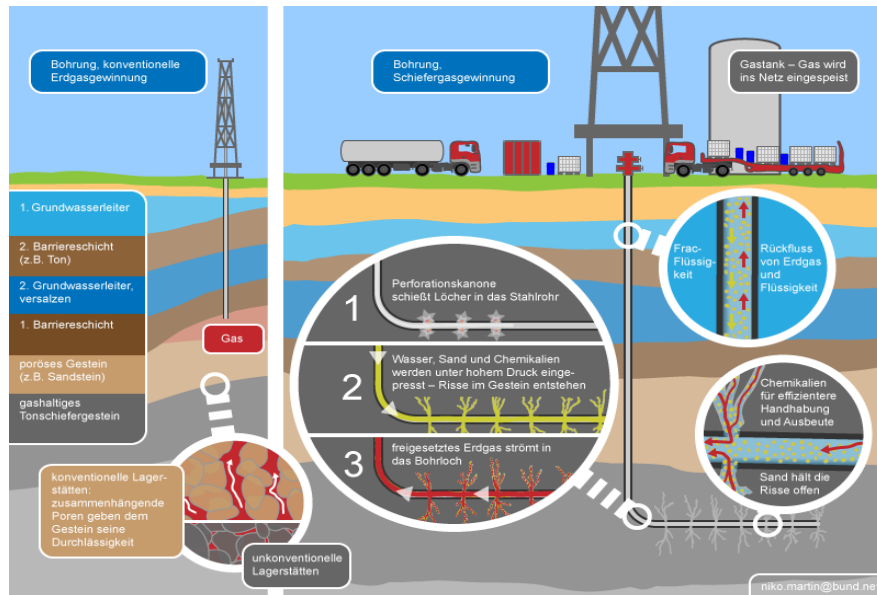 Bohrung, konventionelle
Erdgasgewinnung
Bohrung,
Schiefergasgewinnung
Gastank – Gas wird
ins Netz eingespeist
1. Grundwasserleiter
2. Barriereschicht
(z.B. Ton)
2. Grundwasserleiter,
versalzen
1. Barriereschicht
poröses Gestein
(z.B. Sandstein)
gashaltiges
Tonschiefergestein
Gas
konventionelle Lager-
stätten:
zusammenhängende
Poren geben dem
Gestein seine
Durchlässigkeit
unkonventionelle
Lagerstätten
1
Perforationskanone
schießt Löcher in das Stahlrohr
2
Wasser, Sand und Chemikalien
werden unter hohem Druck einge-
presst – Risse im Gestein entstehen
3
freigesetztes Erdgas strömt in
das Bohrloch
Frac-
Flüssig-
keit
Rückfluss
von Erdgas
und
Flüssigkeit
Chemikalien
für effizientere
Handhabung
und Ausbeute
Sand hält die
Risse offen
niko.martin@bund.ne